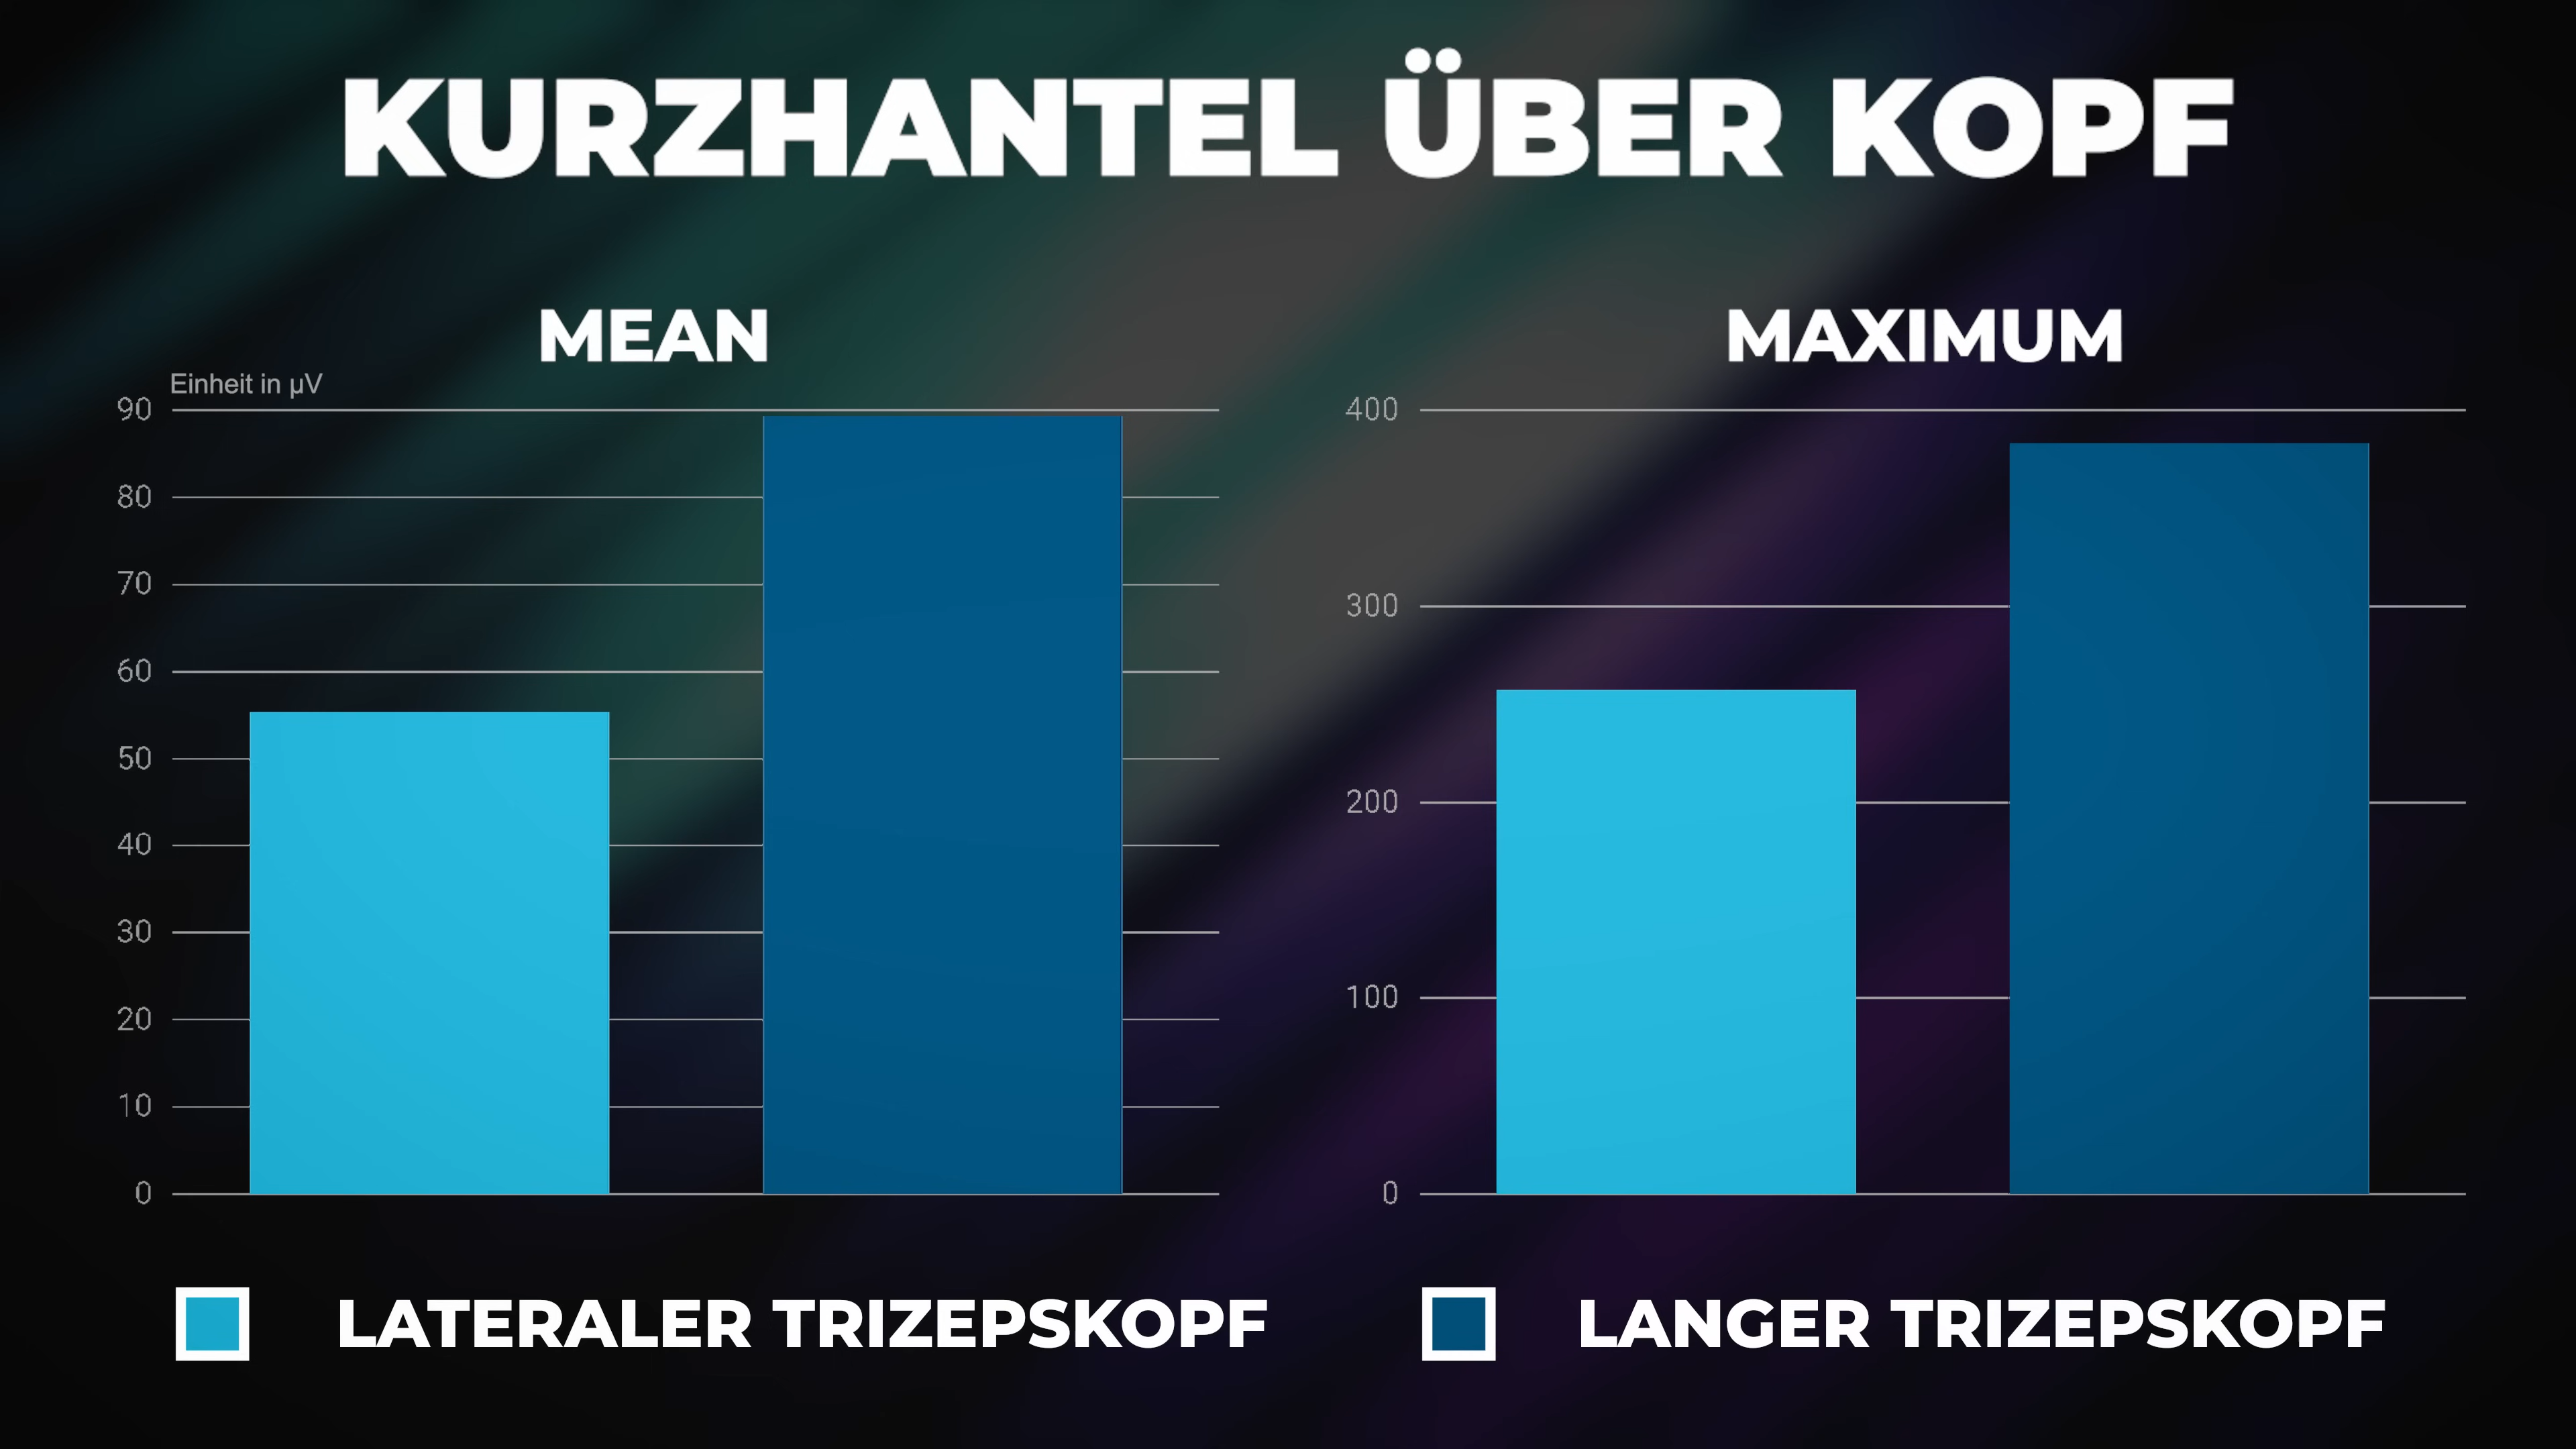 KURZHANTEL ÜBER KOPF
MEAN
Einheit in µV
90
80
70
60
50
40
30
20
10
0
MAXIMUM
400
300
200
100
0
LATERALER TRIZEPSKOPF
LANGER TRIZEPSKOPF